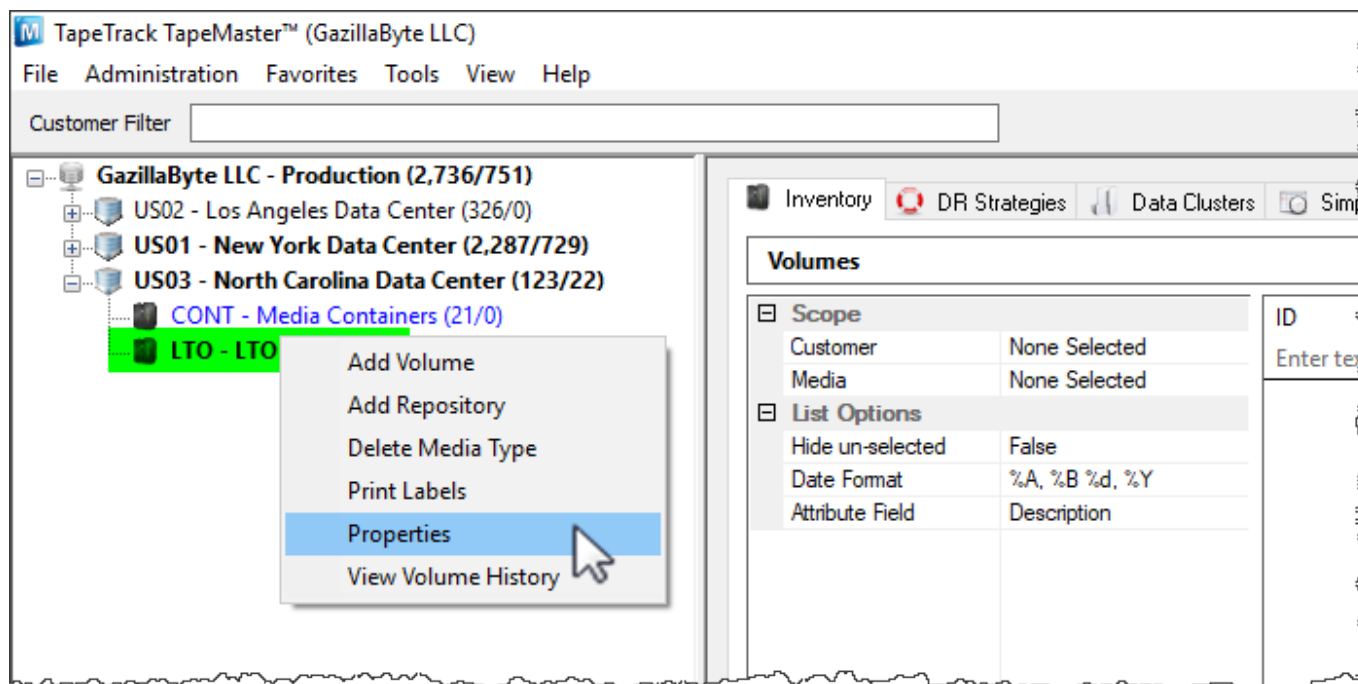 TapeTrack TapeMaster™ (GazillaByte LLC)
File Administration Favorites Tools View Help
Customer Filter
GazillaByte LLC - Production (2,736/751)
US02 - Los Angeles Data Center (326/0)
US01 - New York Data Center (2,287/729)
US03 - North Carolina Data Center (123/22)
CONT - Media Containers (21/0)
LTO - LTO
Add Volume
Add Repository
Delete Media Type
Print Labels
Properties
View Volume History
Inventory DR Strategies Data Clusters
Volumes
Scope
Customer None Selected
Media None Selected
List Options
Hide un-selected False
Date Format %A, %B %d, %Y
Attribute Field Description
ID
Enter